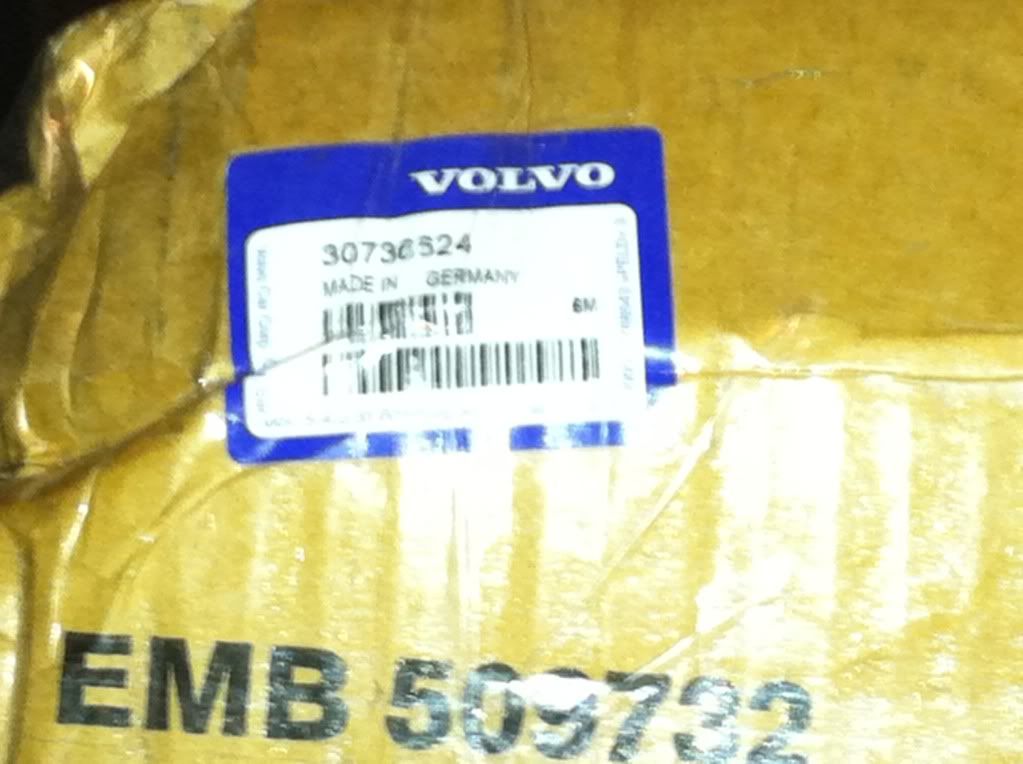 VOLVO
30736524
MADE IN GERMANY
6M
EMB 509732